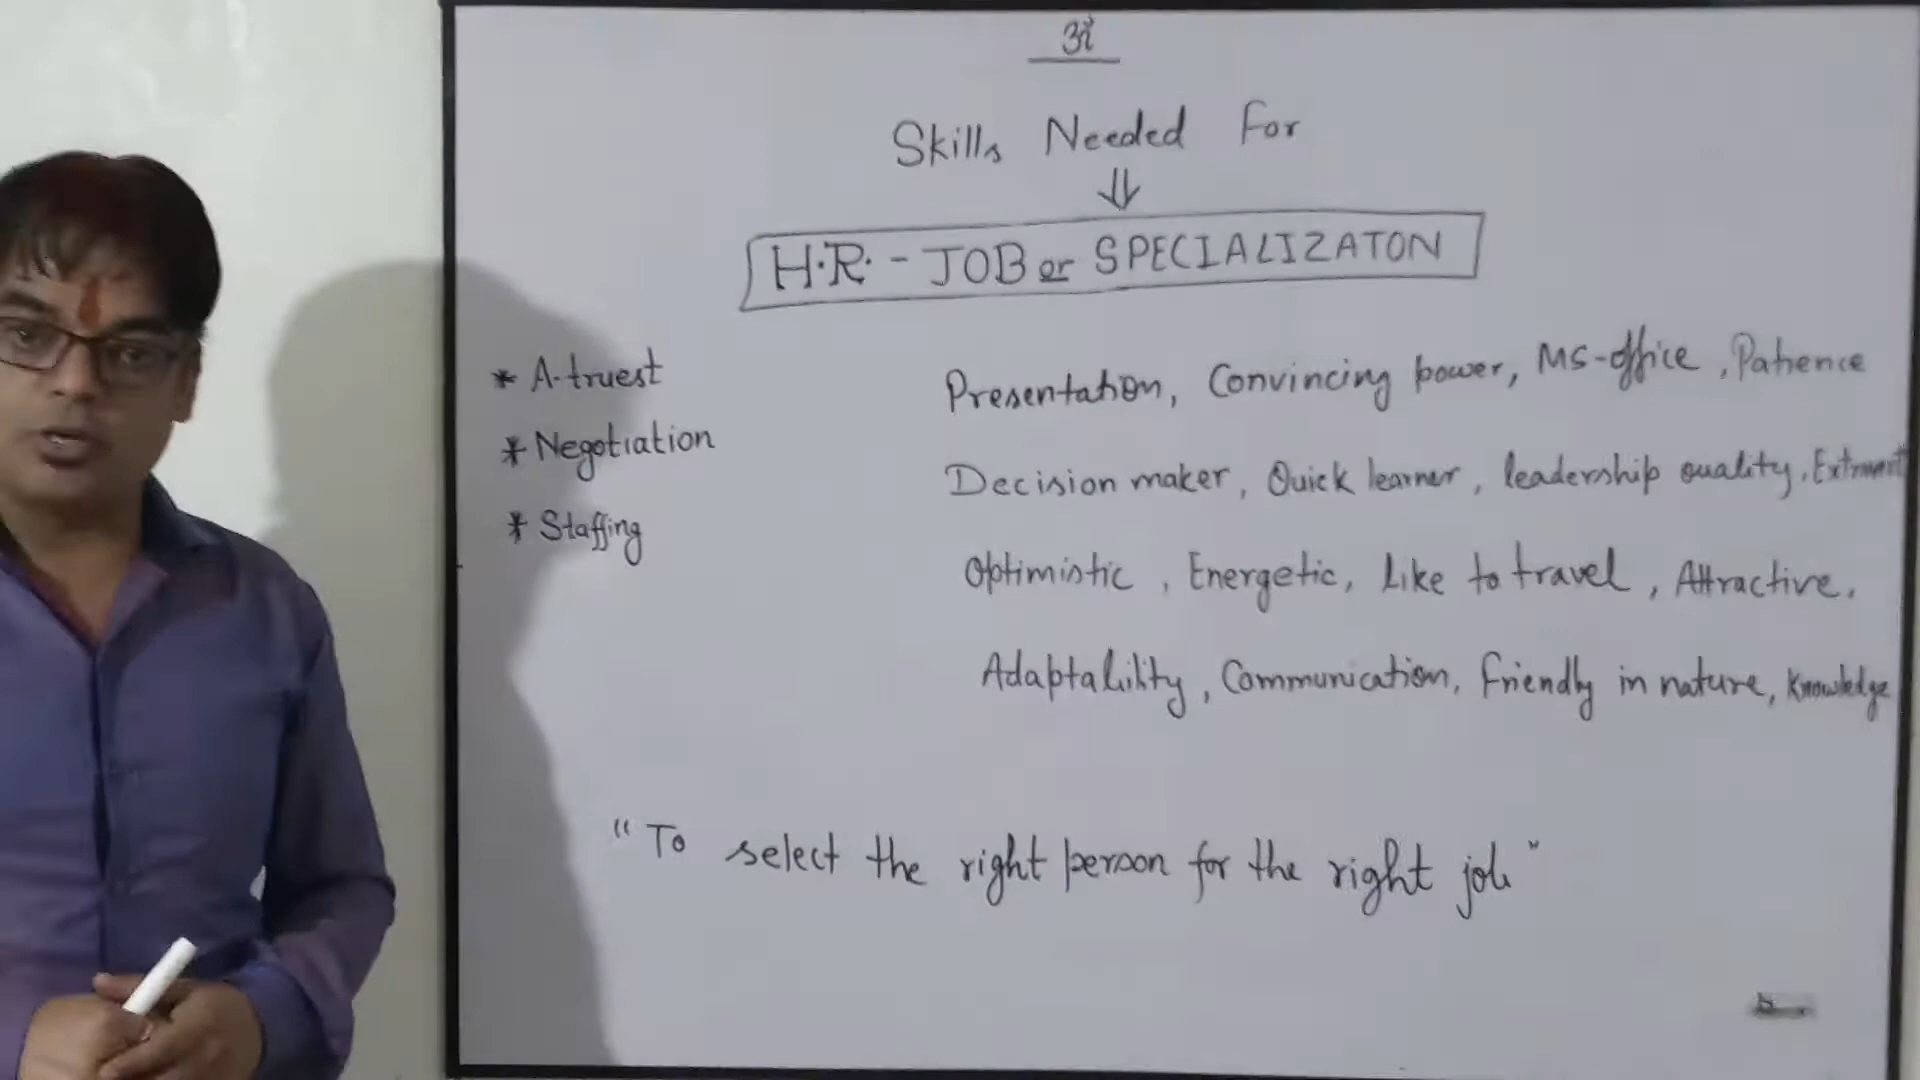 ॐ
Skills Needed For
⇓
H.R. - JOB or SPECIALIZATON
* A-truest
* Negotiation
* Staffing
Presentation, Convincing power, MS-office, Patience
Decision maker, Quick learner, leadership quality,
Optimistic, Energetic, Like to travel, Attractive,
Adaptability, Communication, Friendly in nature, Knowledge
"To select the right person for the right job"